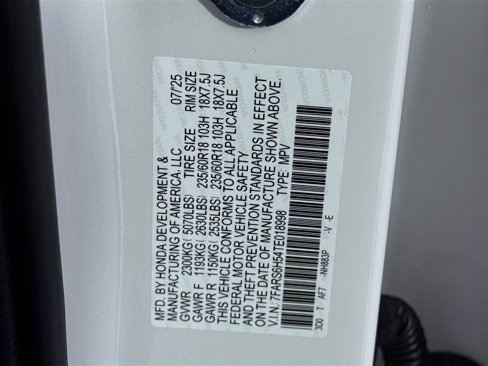 MFD. BY HONDA DEVELOPMENT &
MANUFACTURING OF AMERICA, LLC 07/'25
GVWR 2300KG ( 5070LBS) TIRE SIZE RIM SIZE
GAWR F 1193KG ( 2630LBS) 235/60R18 103H 18X7.5J
GAWR R 1150KG ( 2535LBS) 235/60R18 103H 18X7.5J
THIS VEHICLE CONFORMS TO ALL APPLICABLE
FEDERAL MOTOR VEHICLE SAFETY
AND THEFT PREVENTION STANDARDS IN EFFECT
ON THE DATE OF MANUFACTURE SHOWN ABOVE.
V.I.N.: 7FARS6H54TE018998 TYPE: MPV
300 T AF7 -NH883P -V -E